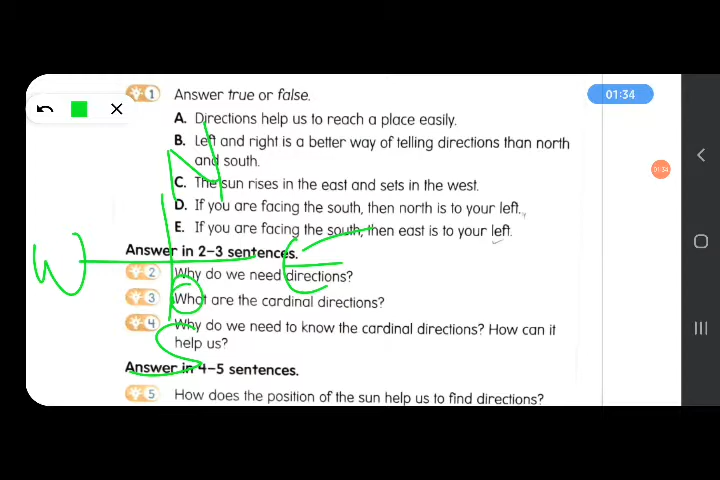 1 Answer true or false.
01:34
A. Directions help us to reach a place easily.
B. Left and right is a better way of telling directions than north
and south.
C. The sun rises in the east and sets in the west.
D. If you are facing the south, then north is to your left.
E. If you are facing the south, then east is to your left.
01:34
N
W
E
S
Answer in 2–3 sentences.
2 Why do we need directions?
3 What are the cardinal directions?
4 Why do we need to know the cardinal directions? How can it
help us?
Answer in 4–5 sentences.
5 How does the position of the sun help us to find directions?